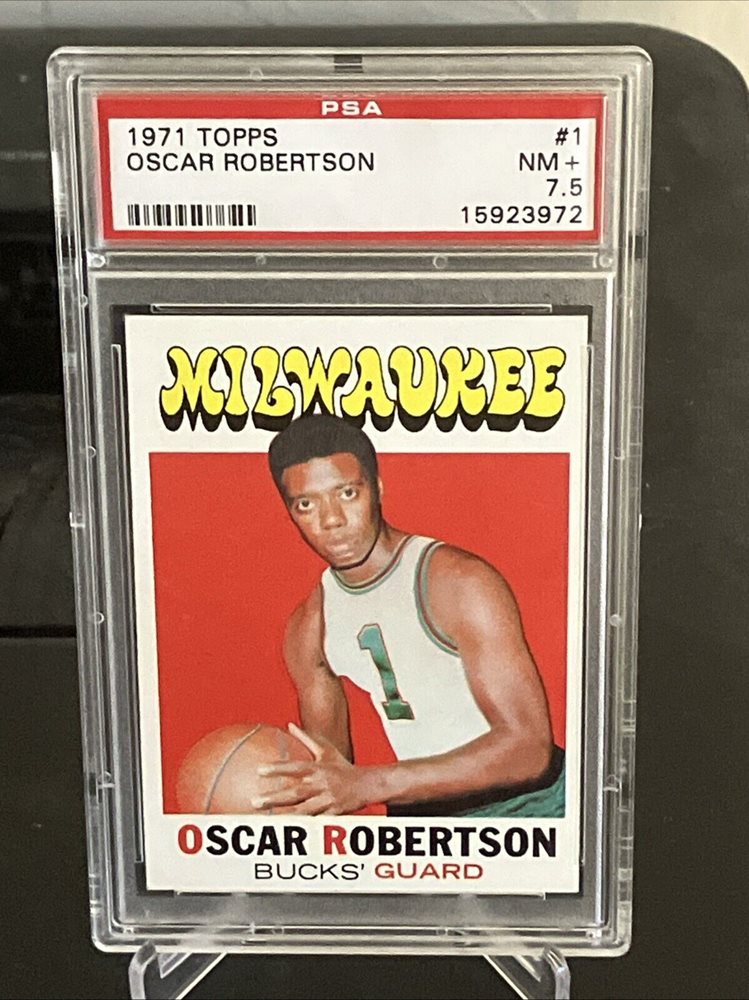 PSA
1971 TOPPS #1
OSCAR ROBERTSON NM+
7.5
15923972
MILWAUKEE
1
OSCAR ROBERTSON
BUCKS' GUARD